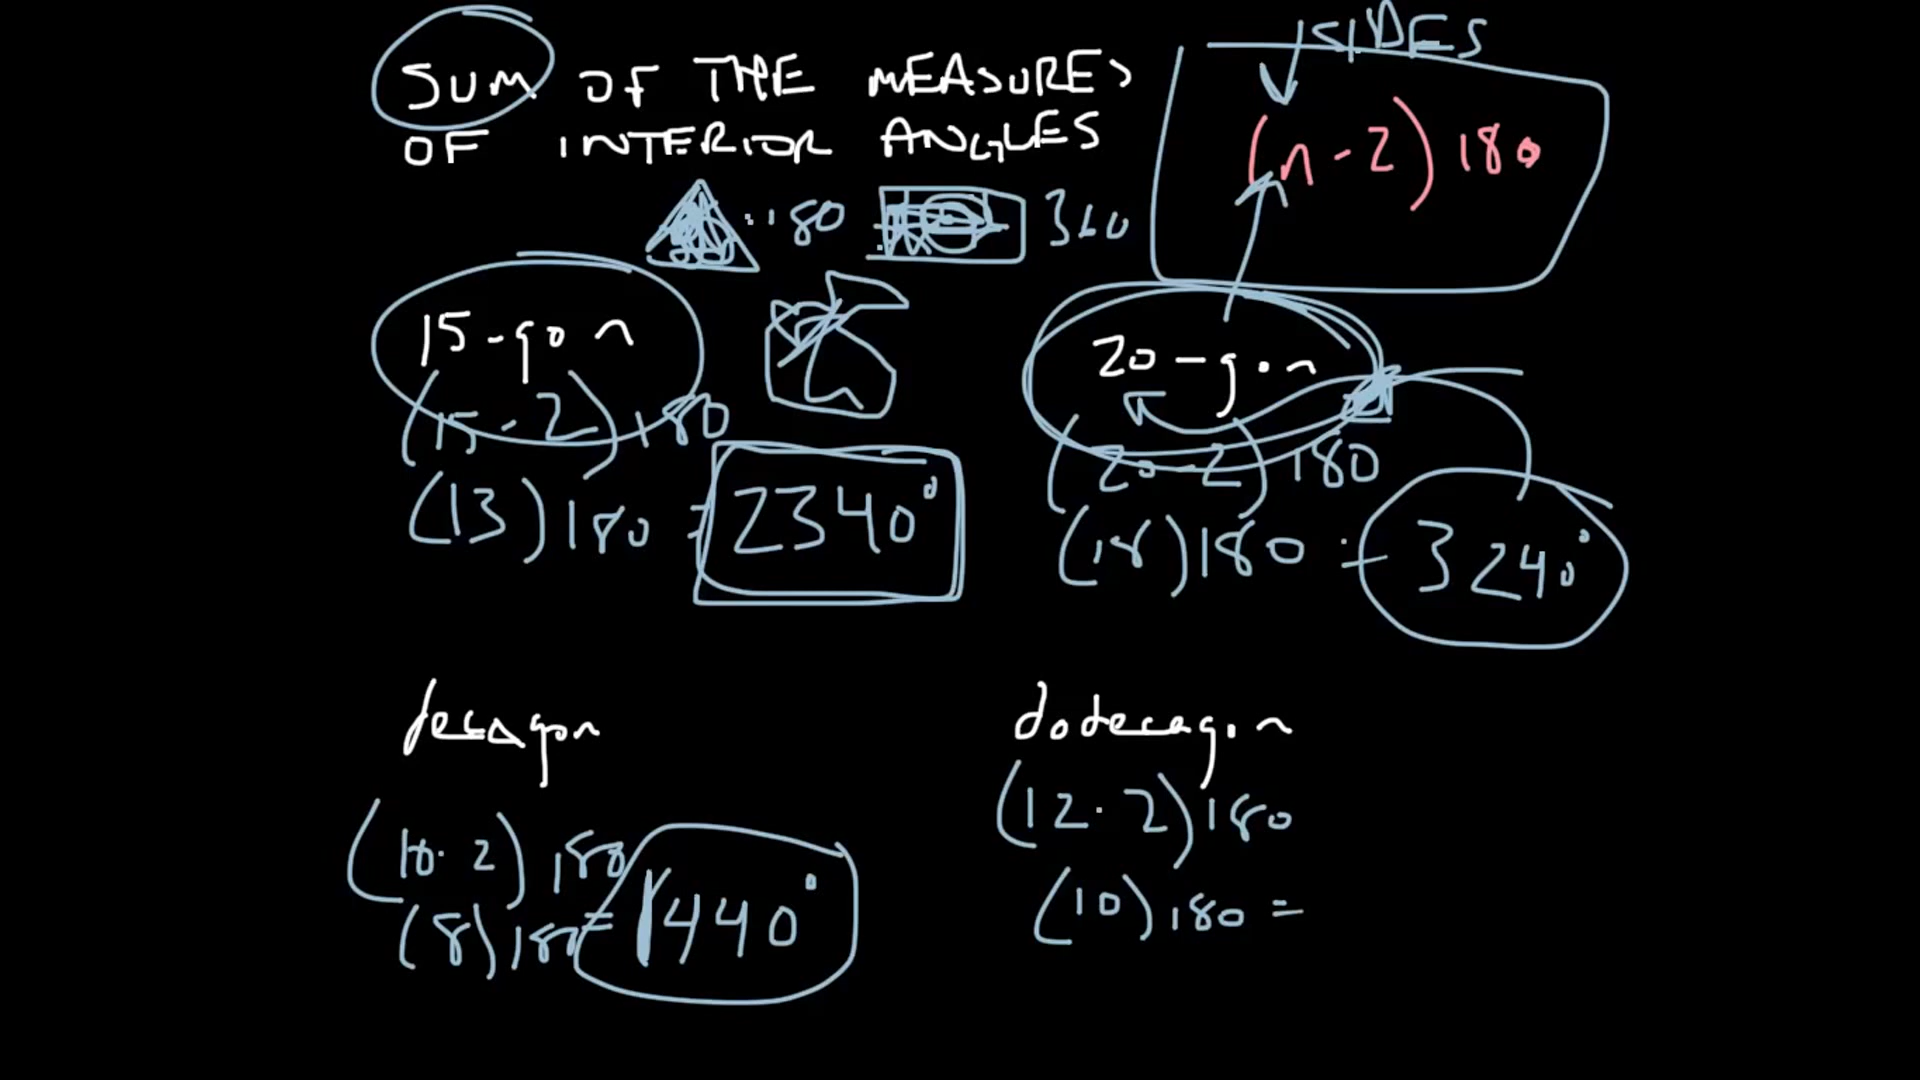 SIDES
SUM OF THE MEASURES
OF INTERIOR ANGLES
(n-2)180
180
360
15-gon
20-gon
(15-2)180
(20-2)180
(13)180 = 2340°
(18)180 = 3240°
decagon
dodecagon
(12-2)180
(10-2)180
(10)180 =
(8)180 = 1440°